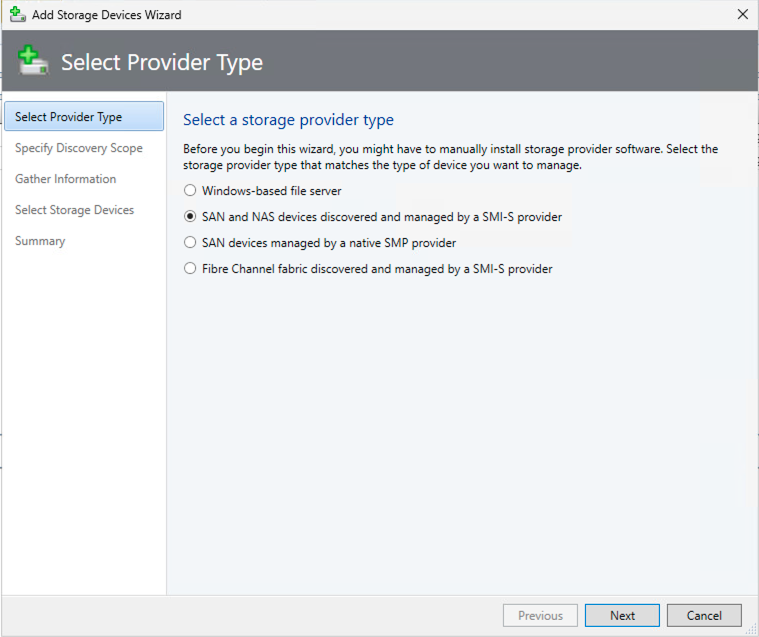 Add Storage Devices Wizard
Select Provider Type
Select Provider Type
Specify Discovery Scope
Gather Information
Select Storage Devices
Summary
Select a storage provider type
Before you begin this wizard, you might have to manually install storage provider software. Select the
storage provider type that matches the type of device you want to manage.
Windows-based file server
SAN and NAS devices discovered and managed by a SMI-S provider
SAN devices managed by a native SMP provider
Fibre Channel fabric discovered and managed by a SMI-S provider
Previous
Next
Cancel